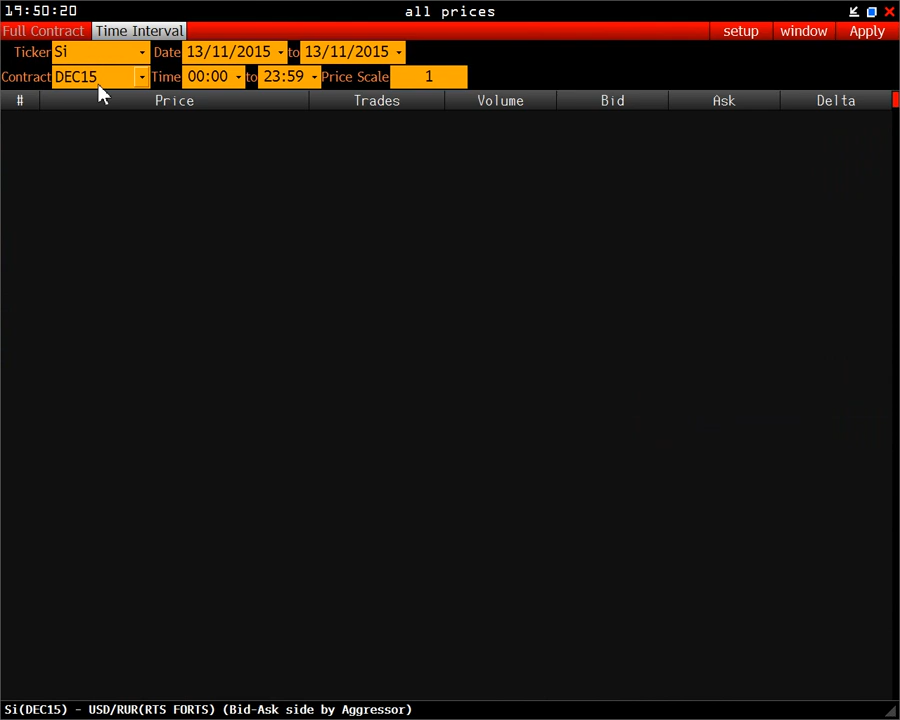 19:50:20 all prices
Full Contract Time Interval setup window Apply
Ticker Si Date 13/11/2015 to 13/11/2015
Contract DEC15 Time 00:00 to 23:59 Price Scale 1
# Price Trades Volume Bid Ask Delta
Si(DEC15) - USD/RUR(RTS FORTS) (Bid-Ask side by Aggressor)